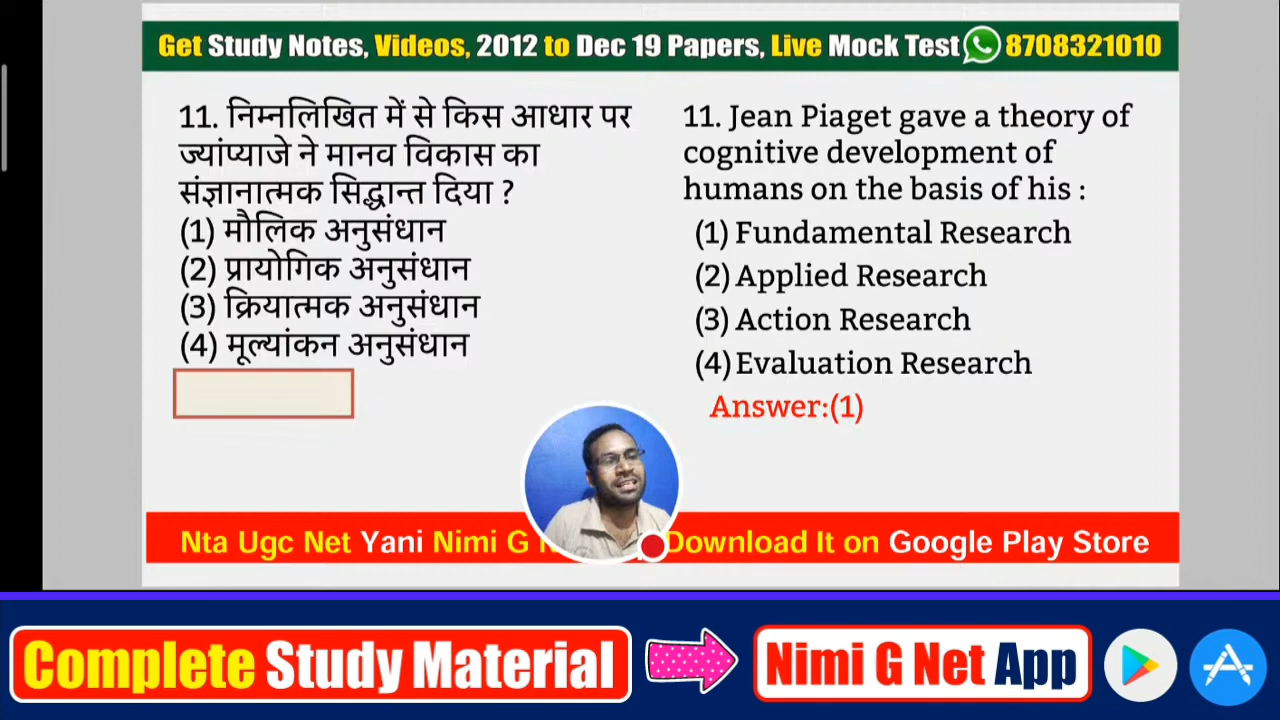 Get Study Notes, Videos, 2012 to Dec 19 Papers, Live Mock Test 8708321010
11. निम्नलिखित में से किस आधार पर
ज्यांप्याजे ने मानव विकास का
संज्ञानात्मक सिद्धान्त दिया ?
(1) मौलिक अनुसंधान
(2) प्रायोगिक अनुसंधान
(3) क्रियात्मक अनुसंधान
(4) मूल्यांकन अनुसंधान
11. Jean Piaget gave a theory of
cognitive development of
humans on the basis of his :
(1) Fundamental Research
(2) Applied Research
(3) Action Research
(4) Evaluation Research
Answer:(1)
Nta Ugc Net Yani Nimi G Download It on Google Play Store
Complete Study Material
Nimi G Net App